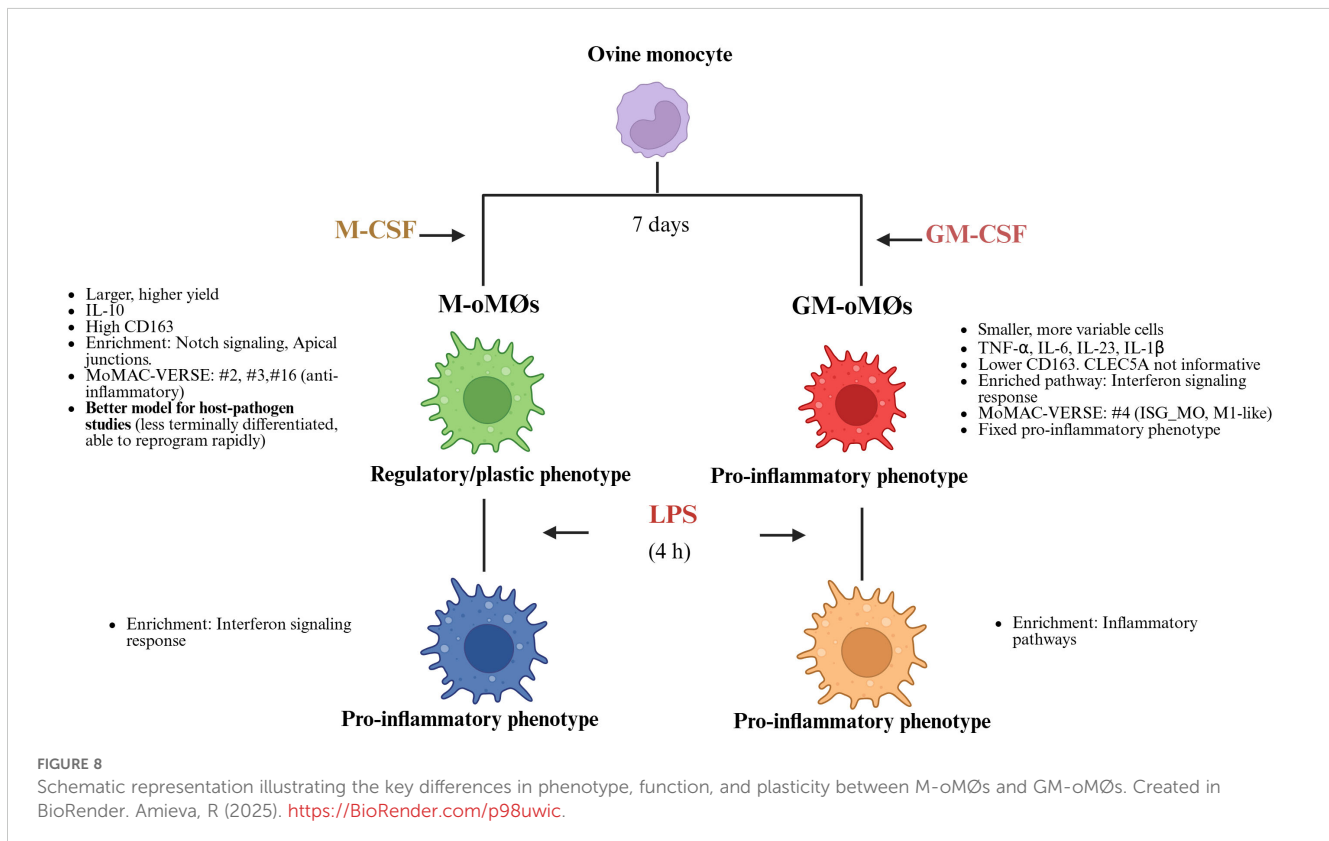 Ovine monocyte
7 days
M-CSF
GM-CSF
M-oMØs
GM-oMØs
• Larger, higher yield
• IL-10
• High CD163
• Enrichment: Notch signaling, Apical
junctions.
• MoMAC-VERSE: #2, #3,#16 (anti-
inflammatory)
• Better model for host-pathogen
studies (less terminally differentiated,
able to reprogram rapidly)
• Smaller, more variable cells
• TNF-α, IL-6, IL-23, IL-1β
• Lower CD163. CLEC5A not informative
• Enriched pathway: Interferon signaling
response
• MoMAC-VERSE: #4 (ISG_MO, M1-like)
• Fixed pro-inflammatory phenotype
Regulatory/plastic phenotype
Pro-inflammatory phenotype
LPS
(4 h)
• Enrichment: Interferon signaling
response
• Enrichment: Inflammatory
pathways
Pro-inflammatory phenotype
Pro-inflammatory phenotype
FIGURE 8
Schematic representation illustrating the key differences in phenotype, function, and plasticity between M-oMØs and GM-oMØs. Created in
BioRender. Amieva, R (2025). https://BioRender.com/p98uwic.